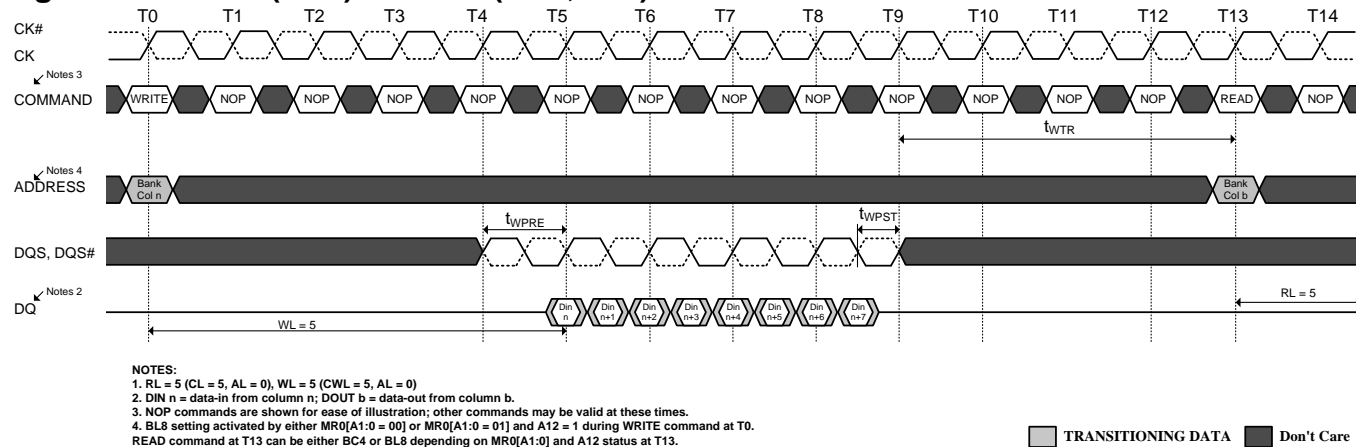 T0 T1 T2 T3 T4 T5 T6 T7 T8 T9 T10 T11 T12 T13 T14
CK#
CK
Notes 3
COMMAND WRITE NOP NOP NOP NOP NOP NOP NOP NOP NOP NOP NOP NOP READ NOP
tWTR
Notes 4
ADDRESS
Bank Bank
Col n Col b
tWPRE tWPST
DQS, DQS#
Notes 2
DQ
Din Din Din Din Din Din Din Din
n n+1 n+2 n+3 n+4 n+5 n+6 n+7
RL = 5
WL = 5
NOTES:
1. RL = 5 (CL = 5, AL = 0), WL = 5 (CWL = 5, AL = 0)
2. DIN n = data-in from column n; DOUT b = data-out from column b.
3. NOP commands are shown for ease of illustration; other commands may be valid at these times.
4. BL8 setting activated by either MR0[A1:0 = 00] or MR0[A1:0 = 01] and A12 = 1 during WRITE command at T0.
READ command at T13 can be either BC4 or BL8 depending on MR0[A1:0] and A12 status at T13.
TRANSITIONING DATA Don't Care